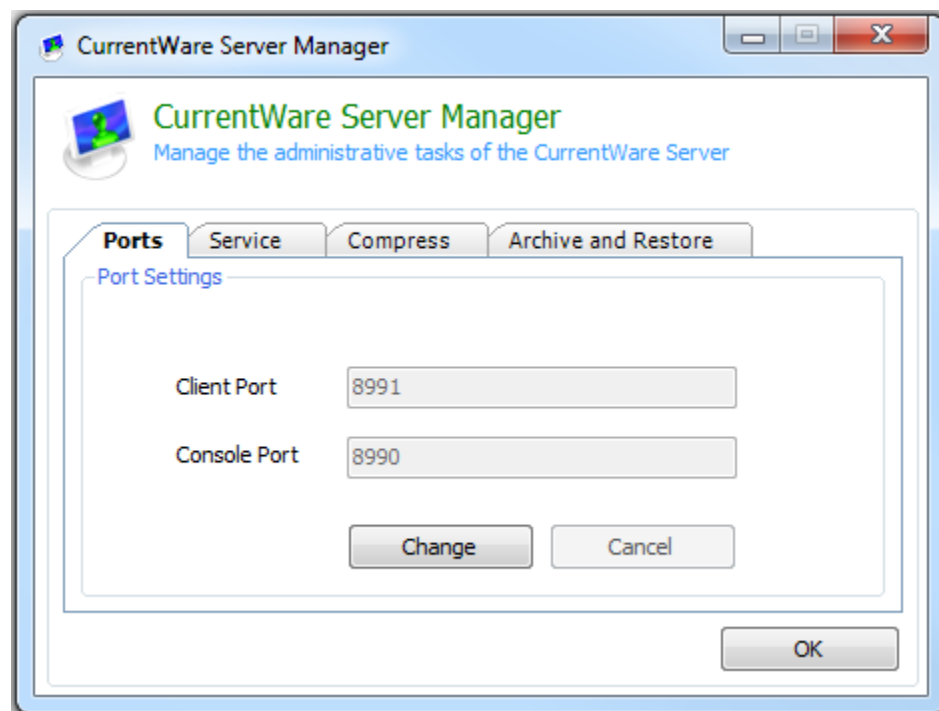 CurrentWare Server Manager
CurrentWare Server Manager
Manage the administrative tasks of the CurrentWare Server
Ports Service Compress Archive and Restore
Port Settings
Client Port 8991
Console Port 8990
Change Cancel
OK